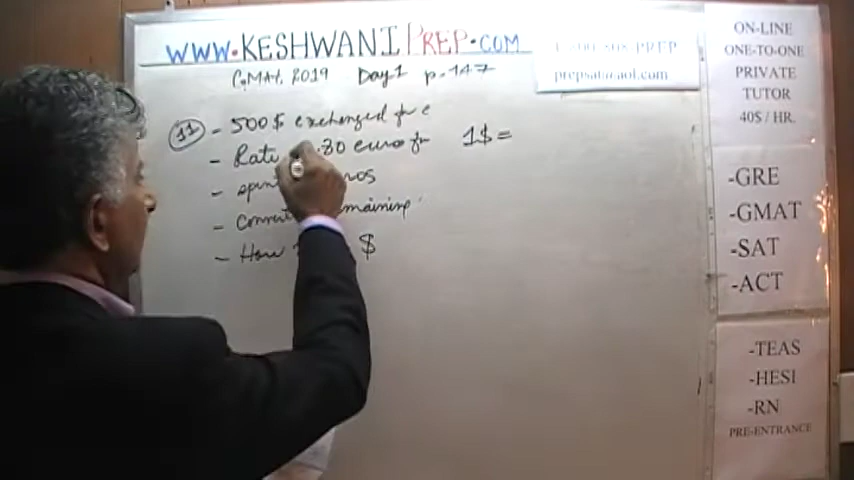 WWW.KESHWANIPREP.COM
GMAT 2019 Day 1 p.147
11 - 500$ exchanged for €
- Rate .80 euro for
- spent
- Convert remaining
- How $
1$ =
prepsat@aol.com
ON-LINE
ONE-TO-ONE
PRIVATE
TUTOR
40$ / HR.
-GRE
-GMAT
-SAT
-ACT
-TEAS
-HESI
-RN
PRE-ENTRANCE